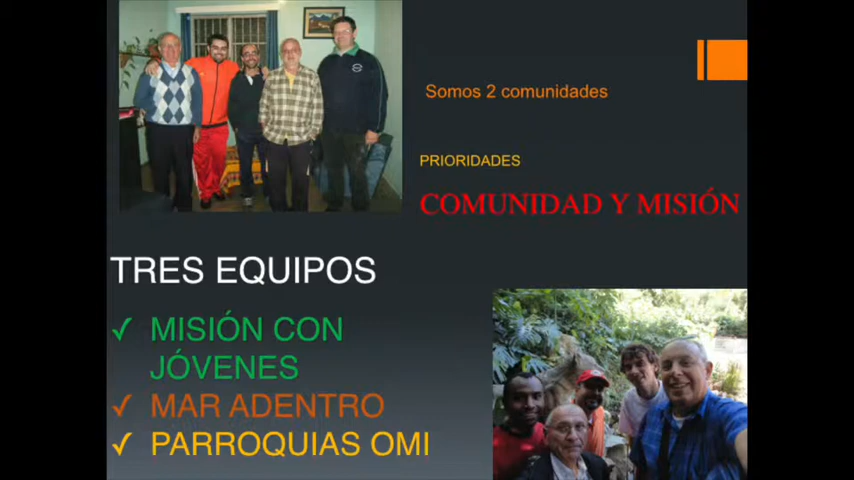 Somos 2 comunidades
PRIORIDADES
COMUNIDAD Y MISIÓN
TRES EQUIPOS
✓ MISIÓN CON
JÓVENES
✓ MAR ADENTRO
✓ PARROQUIAS OMI